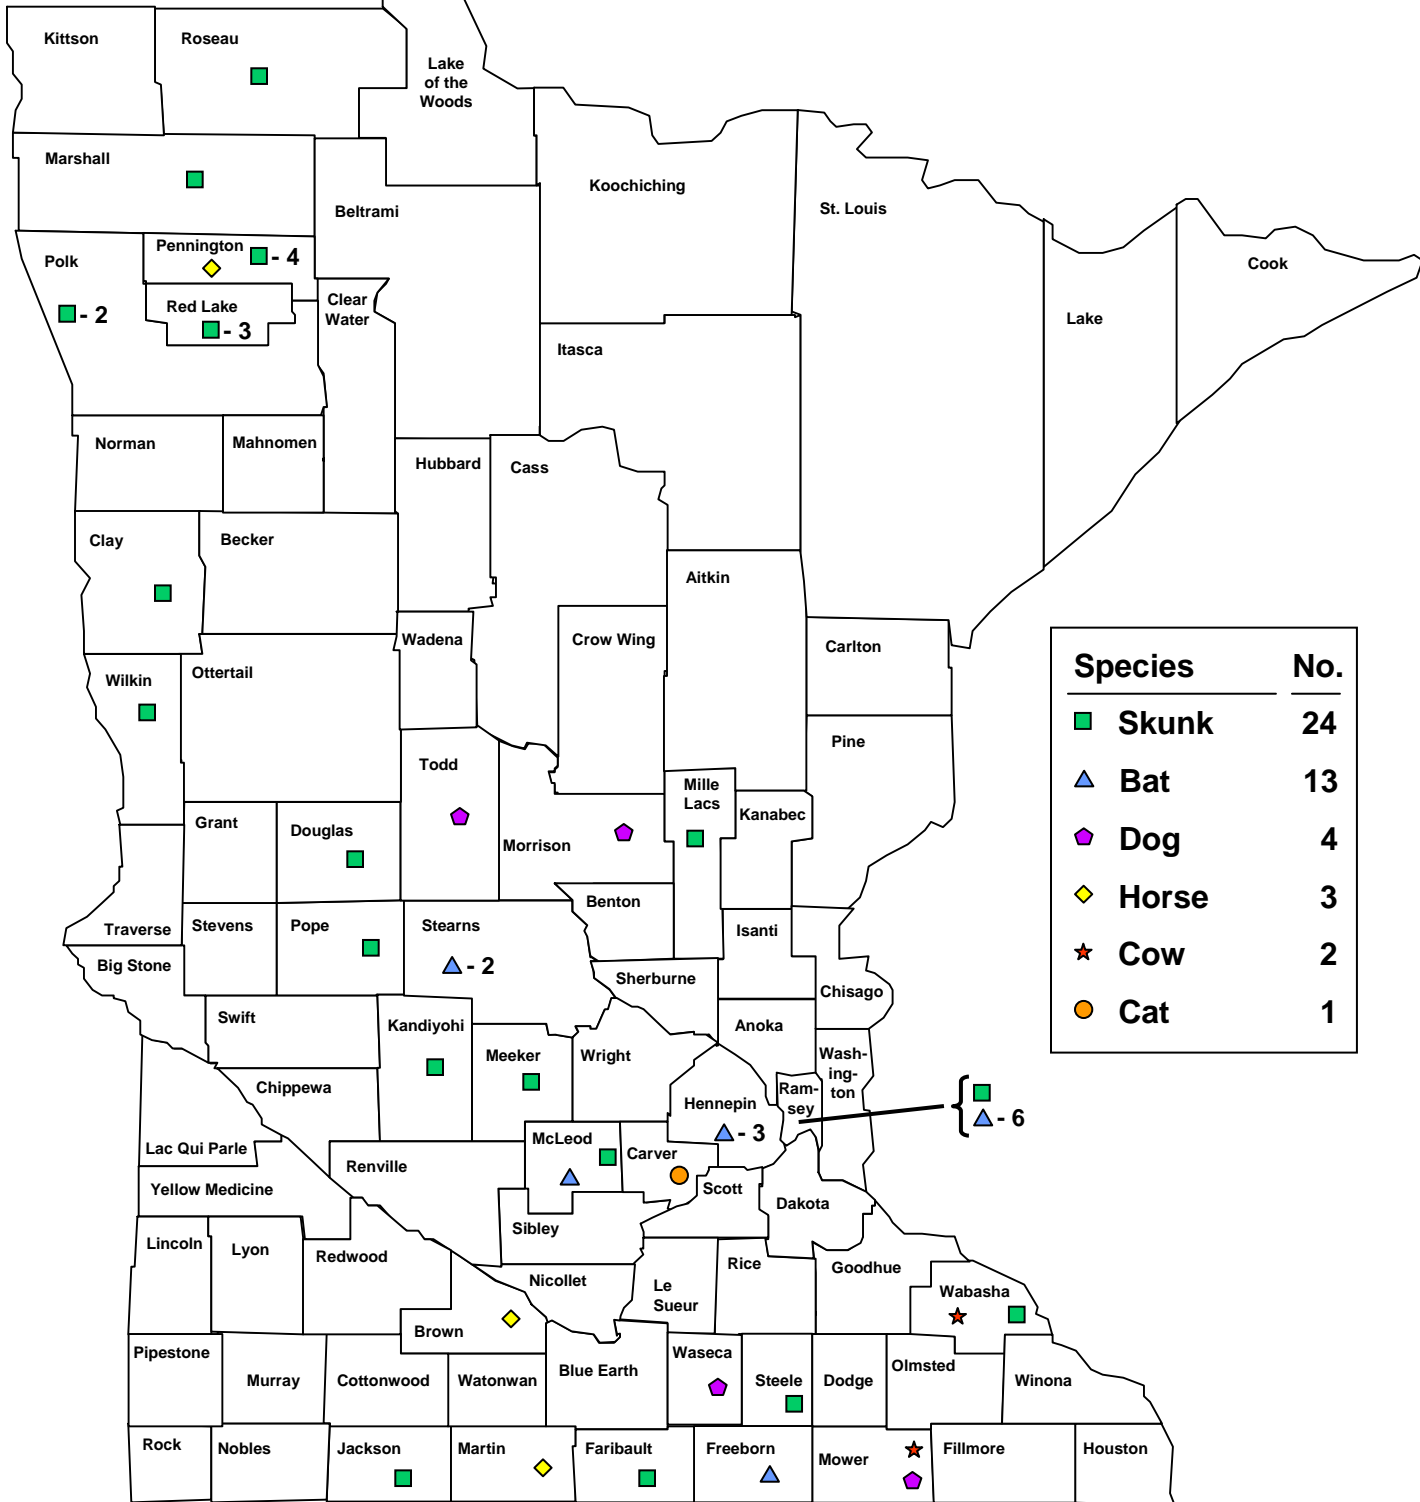 Kittson
Roseau
Lake
of the
Woods
Marshall
Koochiching
St. Louis
Beltrami
Pennington
- 4
Polk
Cook
Clear
Water
Red Lake
- 2
- 3
Lake
Itasca
Norman
Mahnomen
Hubbard
Cass
Clay
Becker
Aitkin
Wadena
Crow Wing
Carlton
Ottertail
Wilkin
Species No.
Skunk 24
Bat 13
Dog 4
Horse 3
Cow 2
Cat 1
Pine
Todd
Mille
Lacs
Kanabec
Grant
Douglas
Morrison
Benton
Traverse
Stevens
Pope
Stearns
- 2
Isanti
Big Stone
Sherburne
Chisago
Swift
Kandiyohi
Anoka
Meeker
Wright
Wash-
ing-
ton
Chippewa
Ram-
sey
Hennepin
- 3
- 6
Lac Qui Parle
McLeod
Carver
Renville
Yellow Medicine
Scott
Dakota
Sibley
Lincoln
Lyon
Redwood
Rice
Goodhue
Nicollet
Le
Sueur
Wabasha
Brown
Pipestone
Waseca
Murray
Cottonwood
Watonwan
Blue Earth
Steele
Dodge
Olmsted
Winona
Rock
Nobles
Jackson
Martin
Faribault
Freeborn
Mower
Fillmore
Houston